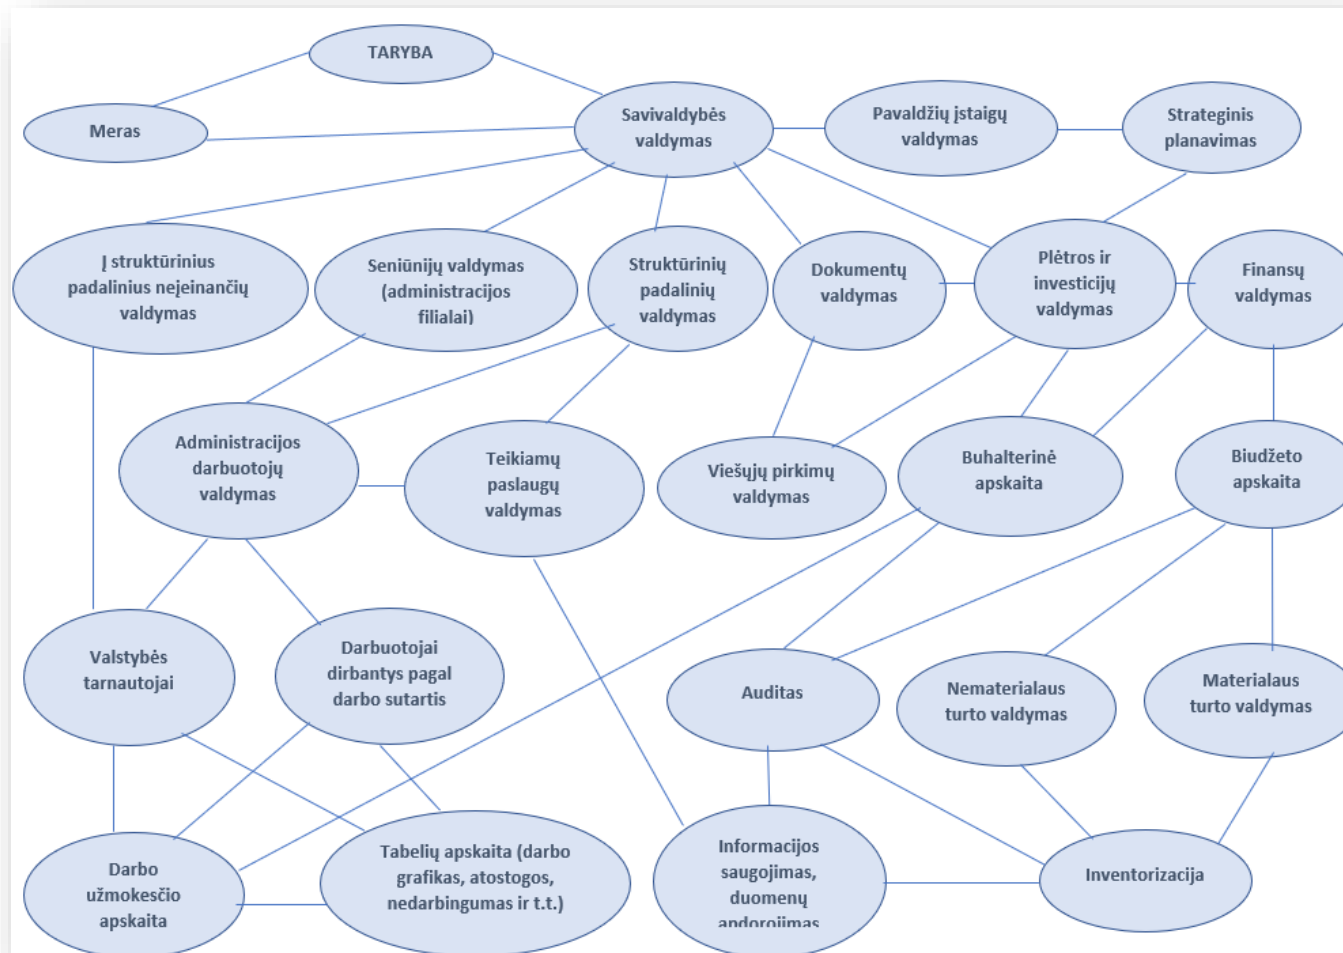 TARYBA
Meras
Savivaldybės
valdymas
Pavaldžių įstaigų
valdymas
Strateginis
planavimas
Į struktūrinius
padalinius neįeinančių
valdymas
Seniūnijų valdymas
(administracijos
filialai)
Struktūrinių
padalinių
valdymas
Dokumentų
valdymas
Plėtros ir
investicijų
valdymas
Finansų
valdymas
Administracijos
darbuotojų
valdymas
Teikiamų
paslaugų
valdymas
Viešųjų pirkimų
valdymas
Buhalterinė
apskaita
Biudžeto
apskaita
Valstybės
tarnautojai
Darbuotojai
dirbantys pagal
darbo sutartis
Auditas
Nematerialaus
turto valdymas
Materialaus
turto valdymas
Darbo
užmokesčio
apskaita
Tabelių apskaita (darbo
grafikas, atostogos,
nedarbingumas ir t.t.)
Informacijos
saugojimas,
duomenų
apdorojimas
Inventorizacija